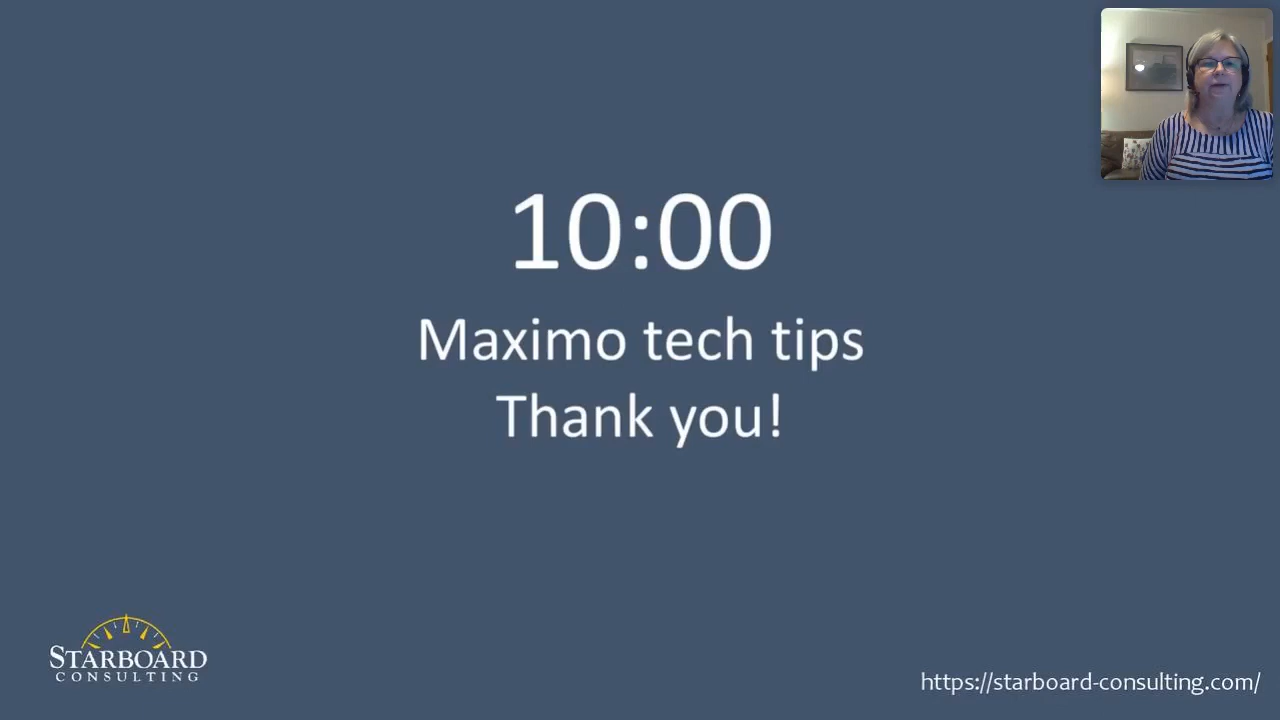 10:00
Maximo tech tips
Thank you!
STARBOARD
CONSULTING
https://starboard-consulting.com/